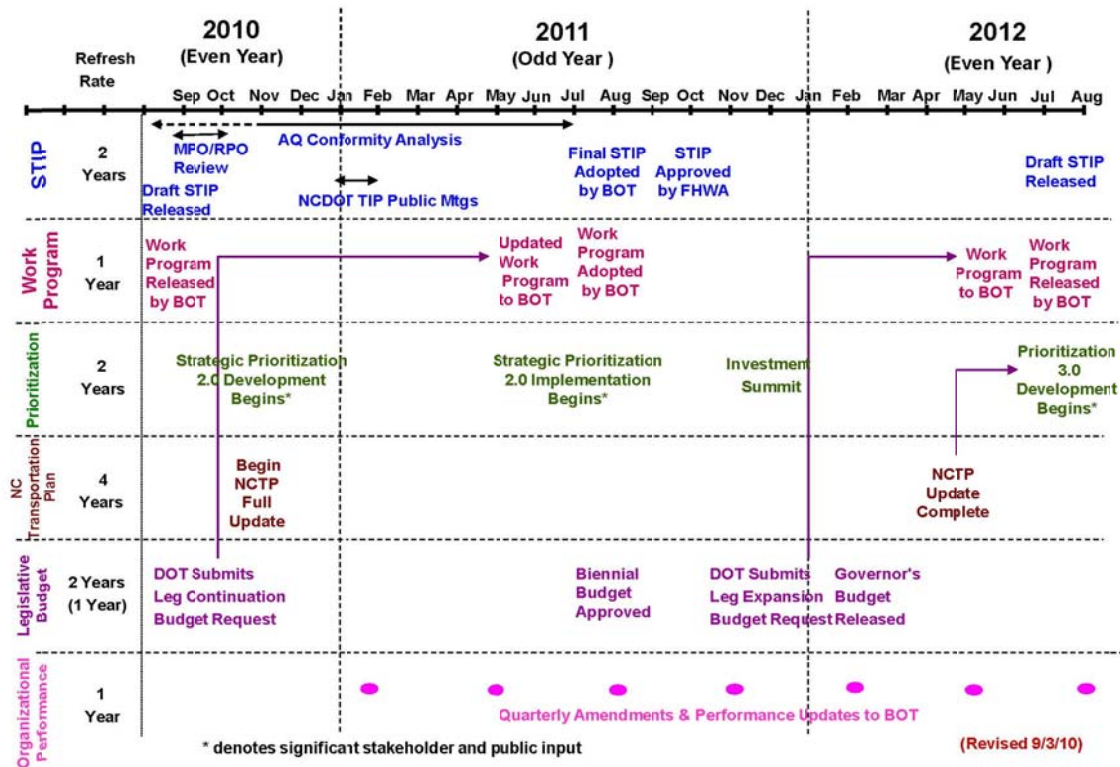 2010
(Even Year)
2011
(Odd Year )
2012
(Even Year )
Refresh
Rate
Sep Oct Nov Dec Jan Feb Mar Apr May Jun Jul Aug Sep Oct Nov Dec Jan Feb Mar Apr May Jun Jul Aug
STIP
2
Years
MPO/RPO
Review
Draft STIP
Released
AQ Conformity Analysis
NCDOT TIP Public Mtgs
Final STIP
Adopted
by BOT
STIP
Approved
by FHWA
Draft STIP
Released
Work
Program
1
Year
Work
Program
Released
by BOT
Updated
Work
Program
to BOT
Work
Program
Adopted
by BOT
Work
Program
to BOT
Work
Program
Released
by BOT
Prioritization
2
Years
Strategic Prioritization
2.0 Development
Begins*
Strategic Prioritization
2.0 Implementation
Begins*
Investment
Summit
Prioritization
3.0
Development
Begins*
NC
Transportation
Plan
4
Years
Begin
NCTP
Full
Update
NCTP
Update
Complete
Legislative
Budget
2 Years
(1 Year)
DOT Submits
Leg Continuation
Budget Request
Biennial
Budget
Approved
DOT Submits
Leg Expansion
Budget Request
Governor's
Budget
Released
Organizational
Performance
1
Year
Quarterly Amendments & Performance Updates to BOT
* denotes significant stakeholder and public input
(Revised 9/3/10)